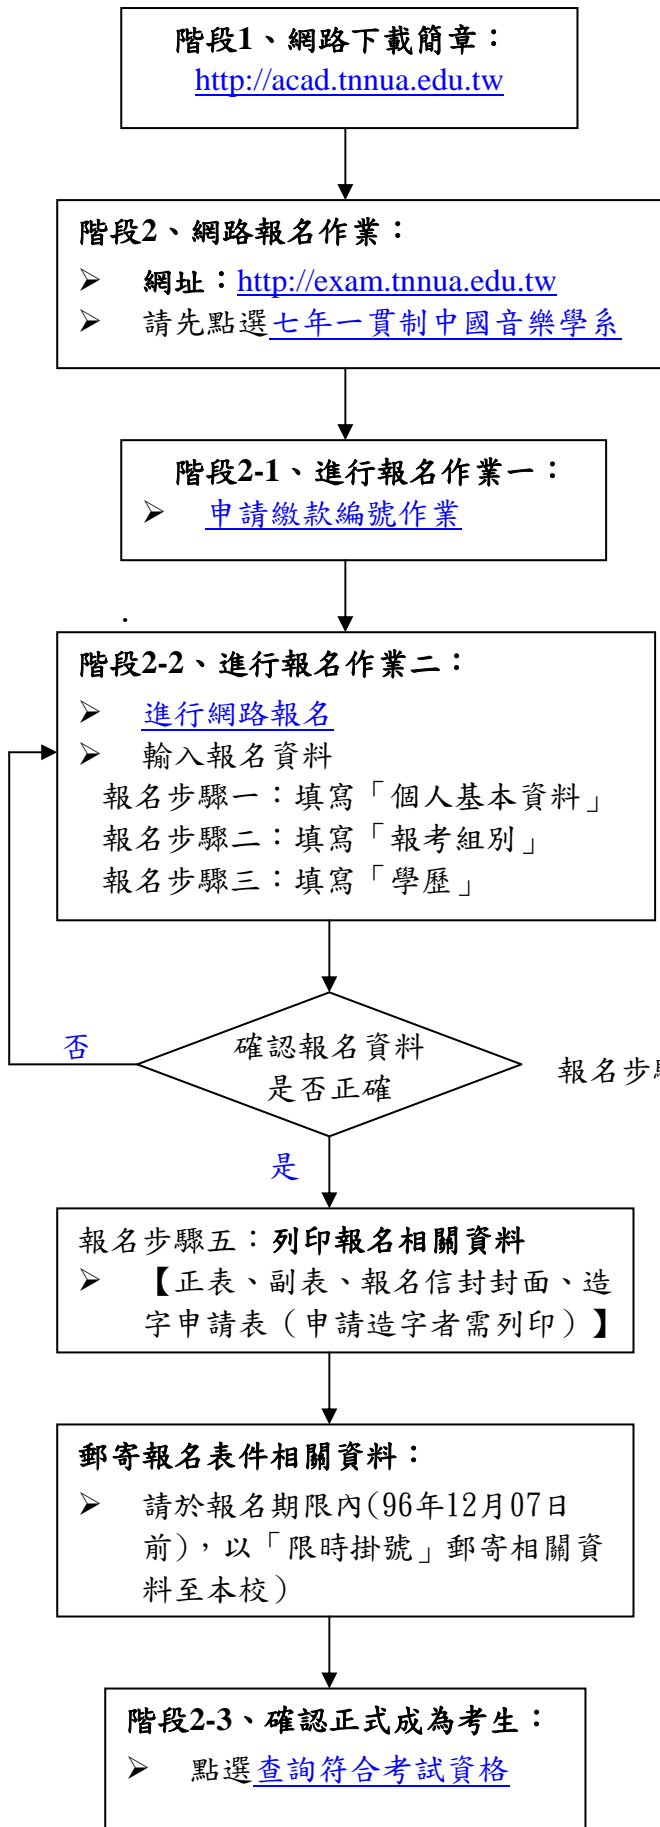 階段1、網路下載簡章：
http://acad.tnnua.edu.tw
階段2、網路報名作業：
➢ 網址：http://exam.tnnua.edu.tw
➢ 請先點選七年一貫制中國音樂學系
階段2-1、進行報名作業一：
➢ 申請繳款編號作業
.
階段2-2、進行報名作業二：
➢ 進行網路報名
➢ 輸入報名資料
報名步驟一：填寫「個人基本資料」
報名步驟二：填寫「報考組別」
報名步驟三：填寫「學歷」
否
確認報名資料
是否正確
報名步
是
報名步驟五：列印報名相關資料
➢ 【正表、副表、報名信封封面、造
字申請表（申請造字者需列印）】
郵寄報名表件相關資料：
➢ 請於報名期限內(96年12月07日
前)，以「限時掛號」郵寄相關資
料至本校）
階段2-3、確認正式成為考生：
➢ 點選查詢符合考試資格